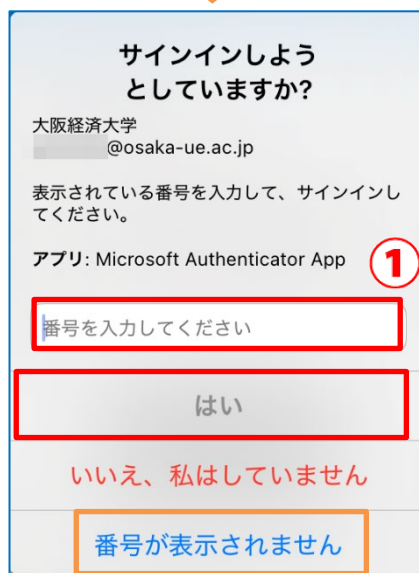 サインインしよう
としていますか?
大阪経済大学
@osaka-ue.ac.jp
表示されている番号を入力して、サインインし
てください。
アプリ: Microsoft Authenticator App
1
番号を入力してください
はい
いいえ、私はしていません
番号が表示されません